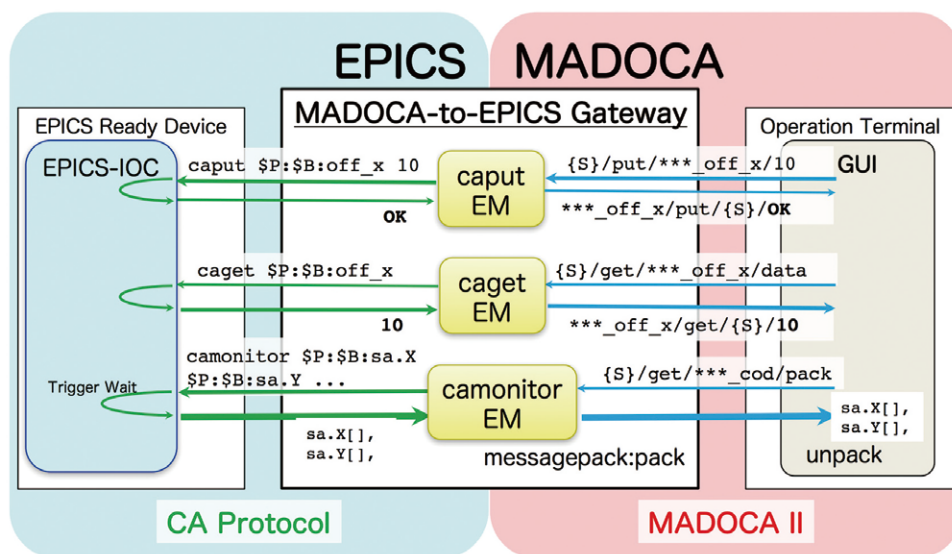 EPICS MADOCA
EPICS Ready Device
MADOCA-to-EPICS Gateway
Operation Terminal
EPICS-IOC
caput $P:$B:off_x 10
caput
EM
{S}/put/***_off_x/10
GUI
OK
***_off_x/put/{S}/OK
caget $P:$B:off_x
caget
EM
{S}/get/***_off_x/data
10
***_off_x/get/{S}/10
camonitor $P:$B:sa.X
$P:$B:sa.Y ...
Trigger Wait
camonitor
EM
{S}/get/***_cod/pack
sa.X[],
sa.Y[],
sa.X[],
sa.Y[],
messagepack:pack
unpack
CA Protocol
MADOCA II